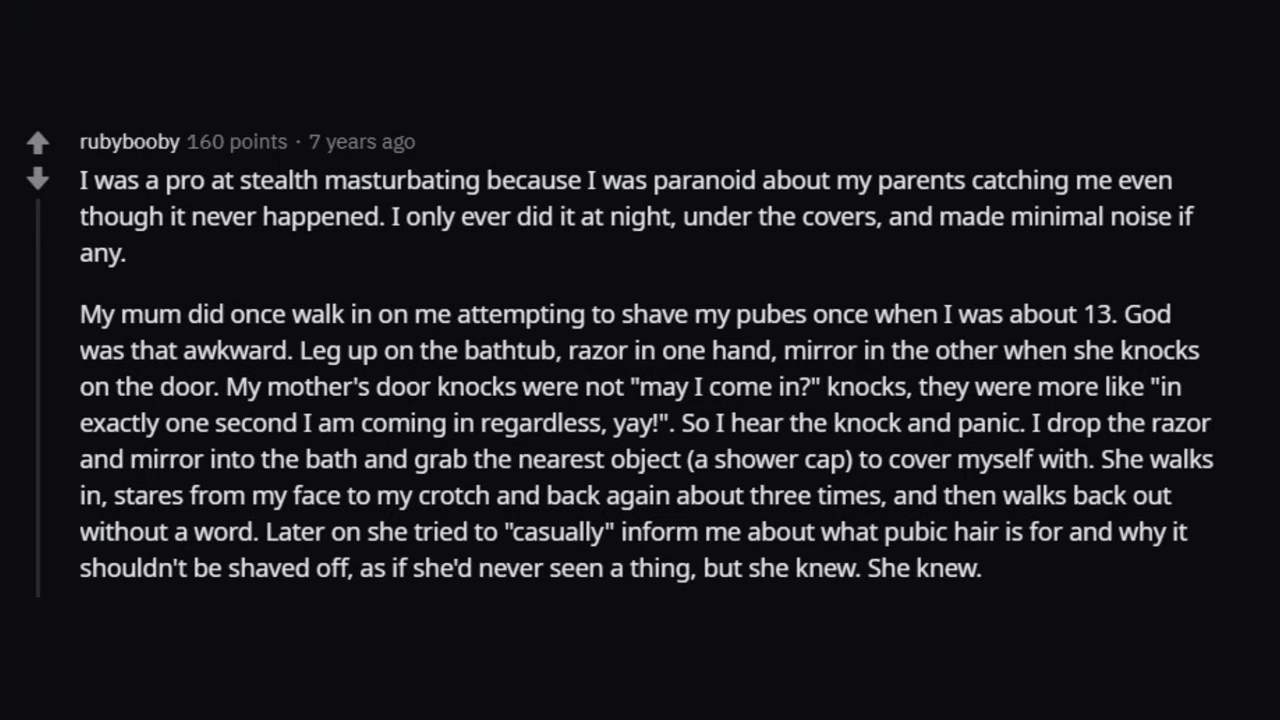 rubybooby 160 points · 7 years ago
I was a pro at stealth masturbating because I was paranoid about my parents catching me even
though it never happened. I only ever did it at night, under the covers, and made minimal noise if
any.
My mum did once walk in on me attempting to shave my pubes once when I was about 13. God
was that awkward. Leg up on the bathtub, razor in one hand, mirror in the other when she knocks
on the door. My mother's door knocks were not "may I come in?" knocks, they were more like "in
exactly one second I am coming in regardless, yay!". So I hear the knock and panic. I drop the razor
and mirror into the bath and grab the nearest object (a shower cap) to cover myself with. She walks
in, stares from my face to my crotch and back again about three times, and then walks back out
without a word. Later on she tried to "casually" inform me about what pubic hair is for and why it
shouldn't be shaved off, as if she'd never seen a thing, but she knew. She knew.